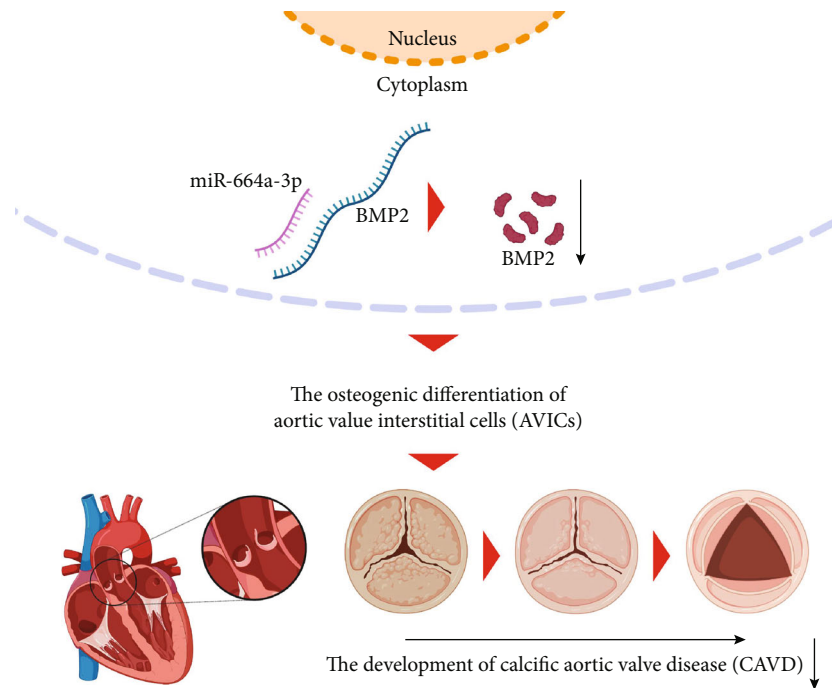 Nucleus
Cytoplasm
miR-664a-3p
BMP2
BMP2
The osteogenic differentiation of
aortic value interstitial cells (AVICs)
The development of calcific aortic valve disease (CAVD)